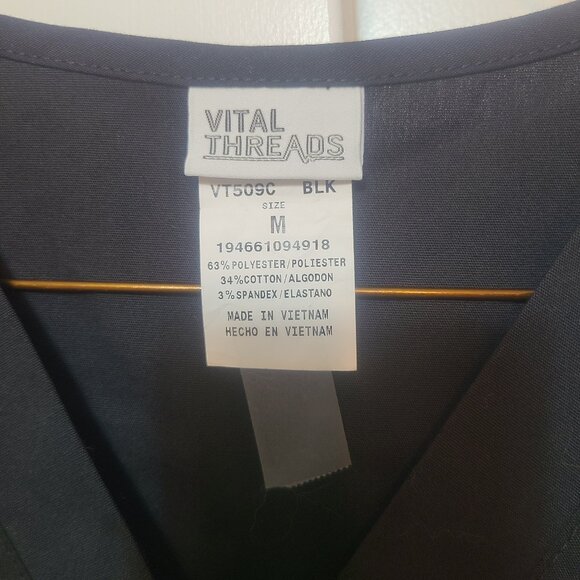 VITAL
THREADS
VT509C BLK
SIZE
M
194661094918
63% POLYESTER/POLIESTER
34% COTTON/ALGODON
3% SPANDEX/ELASTANO
MADE IN VIETNAM
HECHO EN VIETNAM